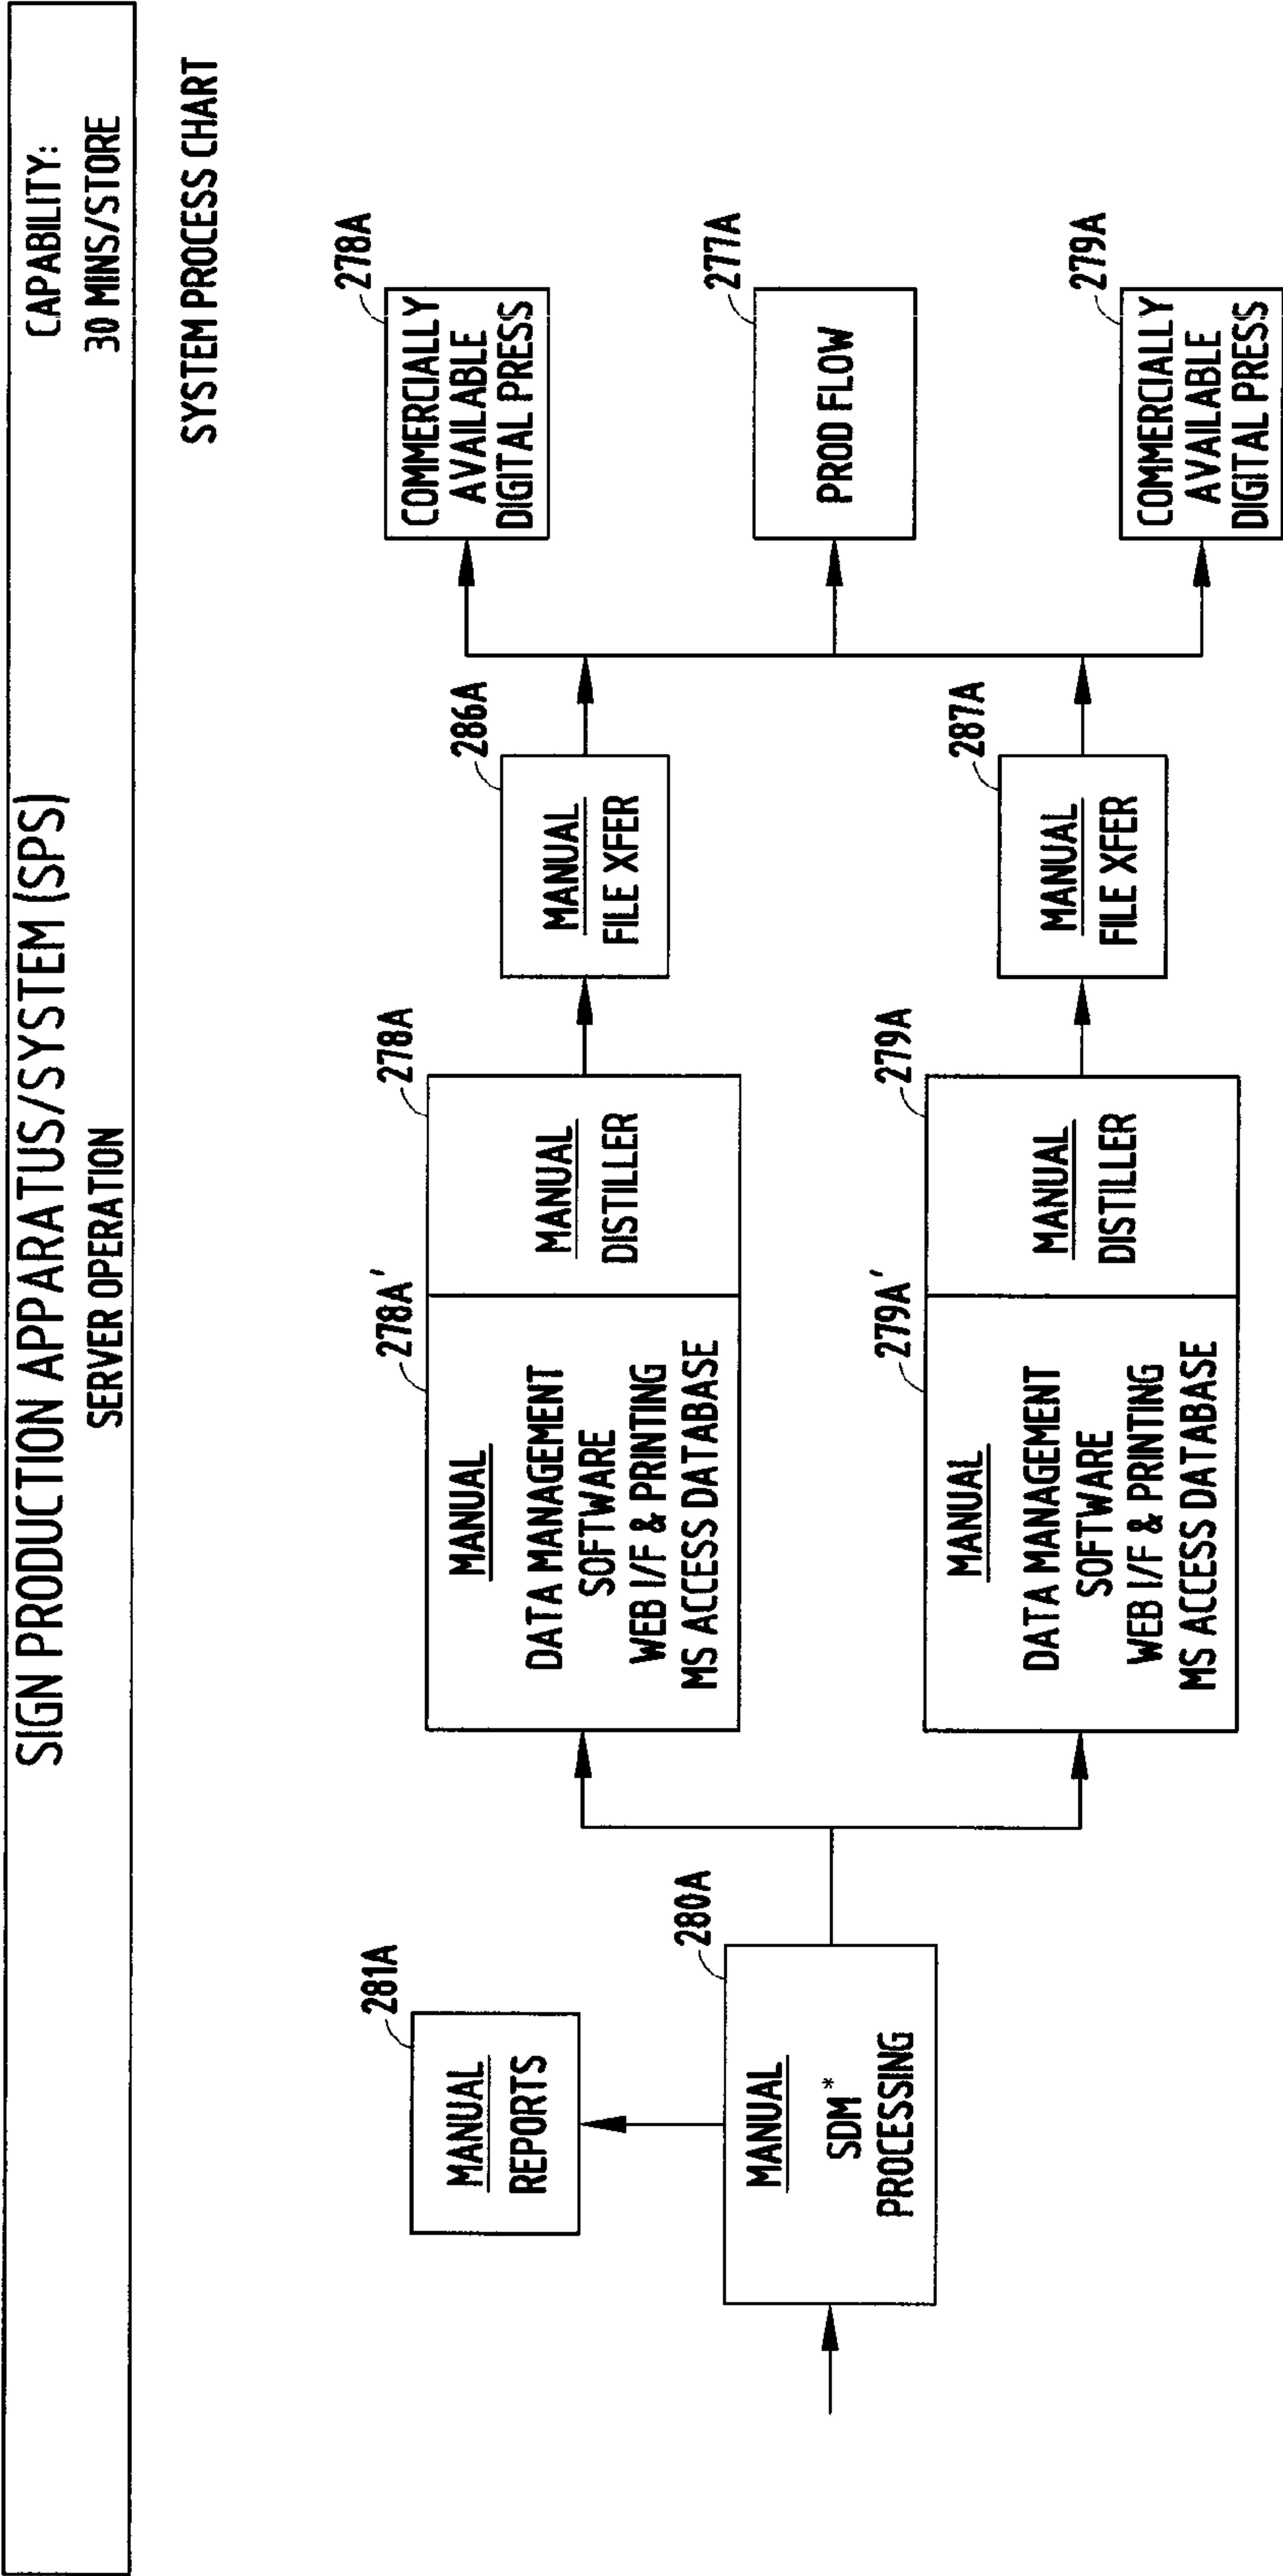 SIGN PRODUCTION APPARATUS/SYSTEM (SPS)
SERVER OPERATION
CAPABILITY:
30 MINS/STORE
SYSTEM PROCESS CHART
281A
MANUAL
REPORTS
280A
MANUAL
SDM*
PROCESSING
278A'
MANUAL
DATA MANAGEMENT
SOFTWARE
WEB I/F & PRINTING
MS ACCESS DATABASE
278A
MANUAL
DISTILLER
286A
MANUAL
FILE XFER
279A'
MANUAL
DATA MANAGEMENT
SOFTWARE
WEB I/F & PRINTING
MS ACCESS DATABASE
279A
MANUAL
DISTILLER
287A
MANUAL
FILE XFER
278A
COMMERCIALLY
AVAILABLE
DIGITAL PRESS
277A
PROD FLOW
279A
COMMERCIALLY
AVAILABLE
DIGITAL PRESS